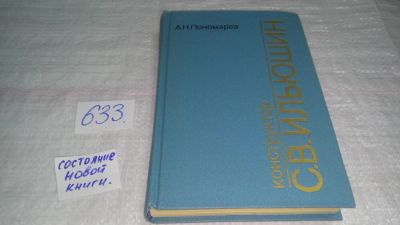 633.
состояние
новой
книги.
А.Н.Пономарев
КОНСТРУКТОР
С.В.ИЛЬЮШИН